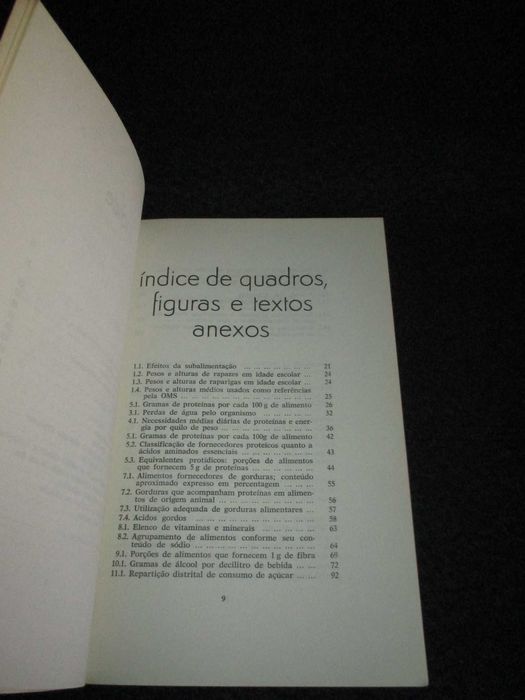 índice de quadros,
figuras e textos
anexos
1.1. Efeitos da subalimentação ... ... ... ... ... ... ... 21
1.2. Pesos e alturas de rapazes em idade escolar ... 24
1.3. Pesos e alturas de raparigas em idade escolar ... 24
1.4. Pesos e alturas médios usados como referências
pela OMS ... ... ... ... ... ... ... ... ... ... ... ... 25
5.1. Gramas de proteínas por cada 100 g de alimento 26
3.1. Perdas de água pelo organismo ... ... ... ... ... 32
4.1. Necessidades médias diárias de proteínas e ener-
gia por quilo de peso ... ... ... ... ... ... ... ... 36
5.1. Gramas de proteínas por cada 100g de alimento 42
5.2. Classificação de fornecedores proteicos quanto a
ácidos aminados essenciais ... ... ... ... ... ... ... 43
5.3. Equivalentes protídicos: porções de alimentos
que fornecem 5 g de proteínas ... ... ... ... ... 44
7.1. Alimentos fornecedores de gorduras; conteúdo
aproximado expresso em percentagem ... ... ... 55
7.2. Gorduras que acompanham proteínas em alimen-
tos de origem animal ... ... ... ... ... ... ... ... 56
7.3. Utilização adequada de gorduras alimentares ... 57
7.4. Ácidos gordos ... ... ... ... ... ... ... ... ... ... 58
8.1. Elenco de vitaminas e minerais ... ... ... ... ... 63
8.2. Agrupamento de alimentos conforme seu con-
teúdo de sódio ... ... ... ... ... ... ... ... ... ... 64
9.1. Porções de alimentos que fornecem 1 g de fibra 69
10.1. Gramas de álcool por decilitro de bebida ... ... 72
11.1. Repartição distrital de consumo de açúcar ... ... 92
9